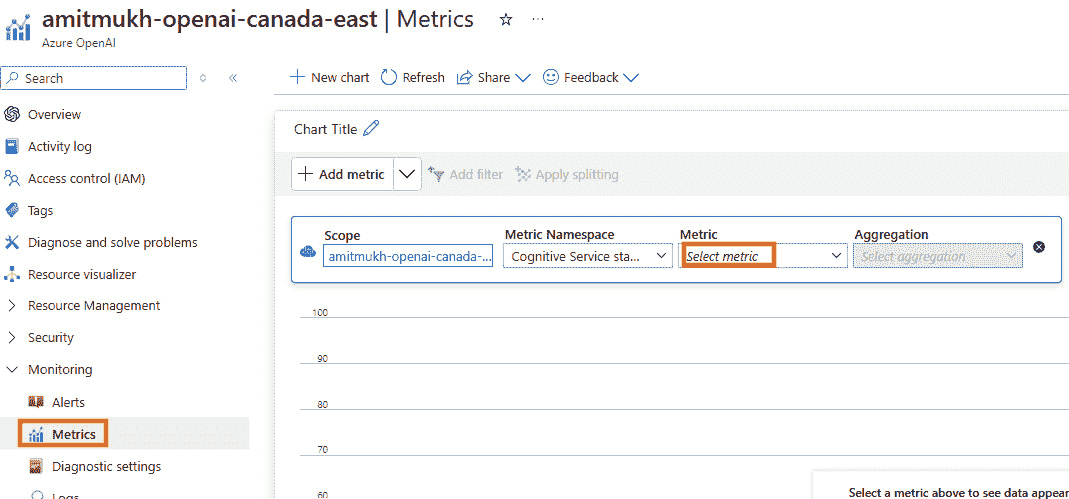 amitmukh-openai-canada-east | Metrics
Azure OpenAI
Search
New chart Refresh Share Feedback
Overview
Activity log
Access control (IAM)
Tags
Diagnose and solve problems
Resource visualizer
Resource Management
Security
Monitoring
Alerts
Metrics
Diagnostic settings
Logs
Chart Title
Add metric Add filter Apply splitting
Scope Metric Namespace Metric Aggregation
amitmukh-openai-canada-... Cognitive Service sta... Select metric Select aggregation
100
90
80
70
60
Select a metric above to see data appear